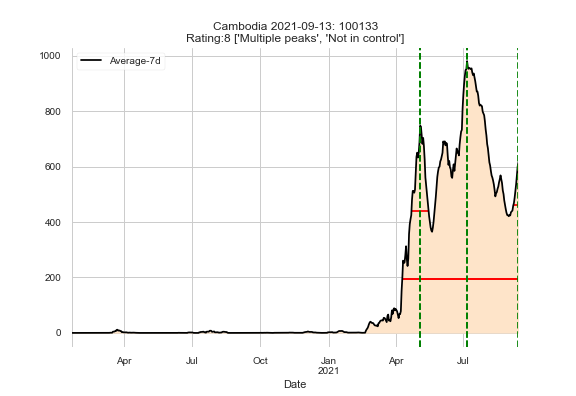 Cambodia 2021-09-13: 100133
Rating:8 ['Multiple peaks', 'Not in control']
Average-7d
1000
800
600
400
200
0
Apr Jul Oct Jan Apr Jul
2021
Date